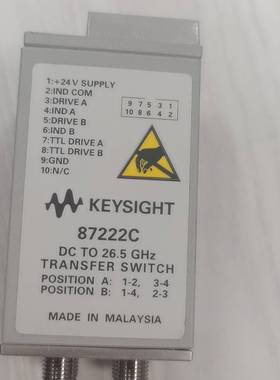 1:+24V SUPPLY
2:IND COM
3:DRIVE A
4:IND A
5:DRIVE B
6:IND B
7:TTL DRIVE A
8:TTL DRIVE B
9:GND
10:N/C
9 7 5 3 1
10 8 6 4 2
KEYSIGHT
87222C
DC TO 26.5 GHz
TRANSFER SWITCH
POSITION A: 1-2, 3-4
POSITION B: 1-4, 2-3
MADE IN MALAYSIA